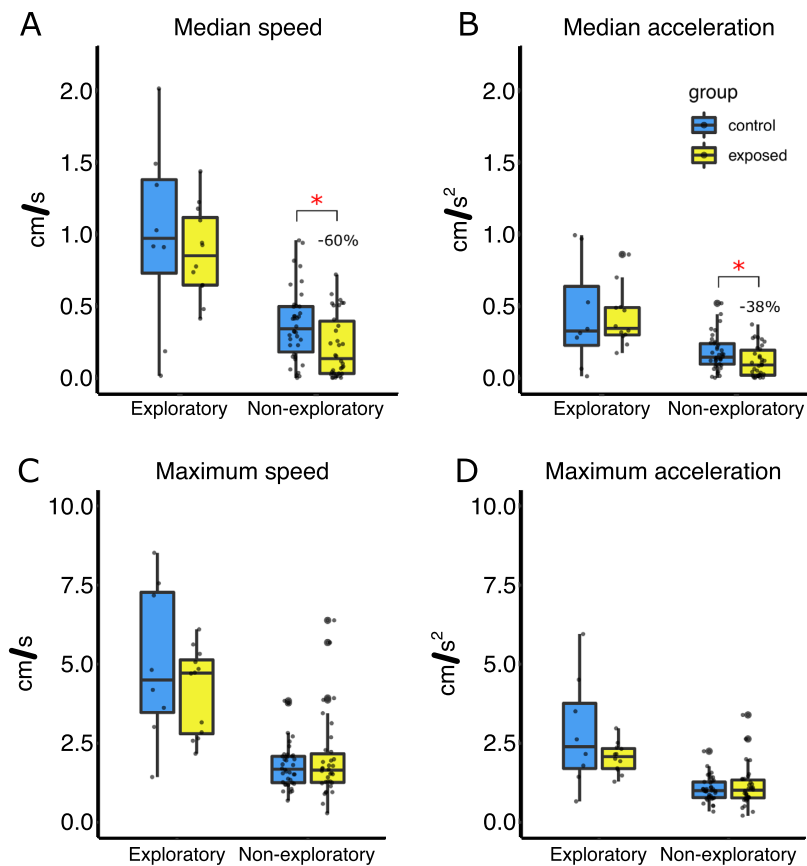 A
Median speed
2.0
1.5
1.0
0.5
0.0
cm/s
*
-60%
Exploratory
Non-exploratory
B
Median acceleration
2.0
1.5
1.0
0.5
0.0
cm/s²
group
control
exposed
*
-38%
Exploratory
Non-exploratory
C
Maximum speed
10.0
7.5
5.0
2.5
0.0
cm/s
Exploratory
Non-exploratory
D
Maximum acceleration
10.0
7.5
5.0
2.5
0.0
cm/s²
Exploratory
Non-exploratory